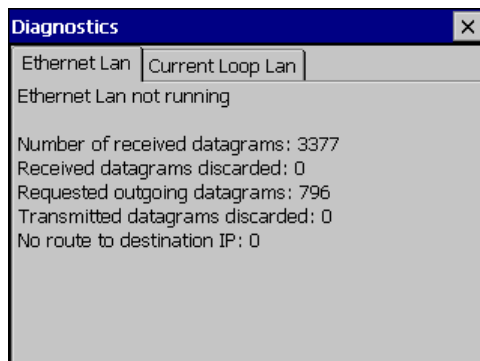 Diagnostics
Ethernet Lan
Current Loop Lan
Ethernet Lan not running
Number of received datagrams: 3377
Received datagrams discarded: 0
Requested outgoing datagrams: 796
Transmitted datagrams discarded: 0
No route to destination IP: 0